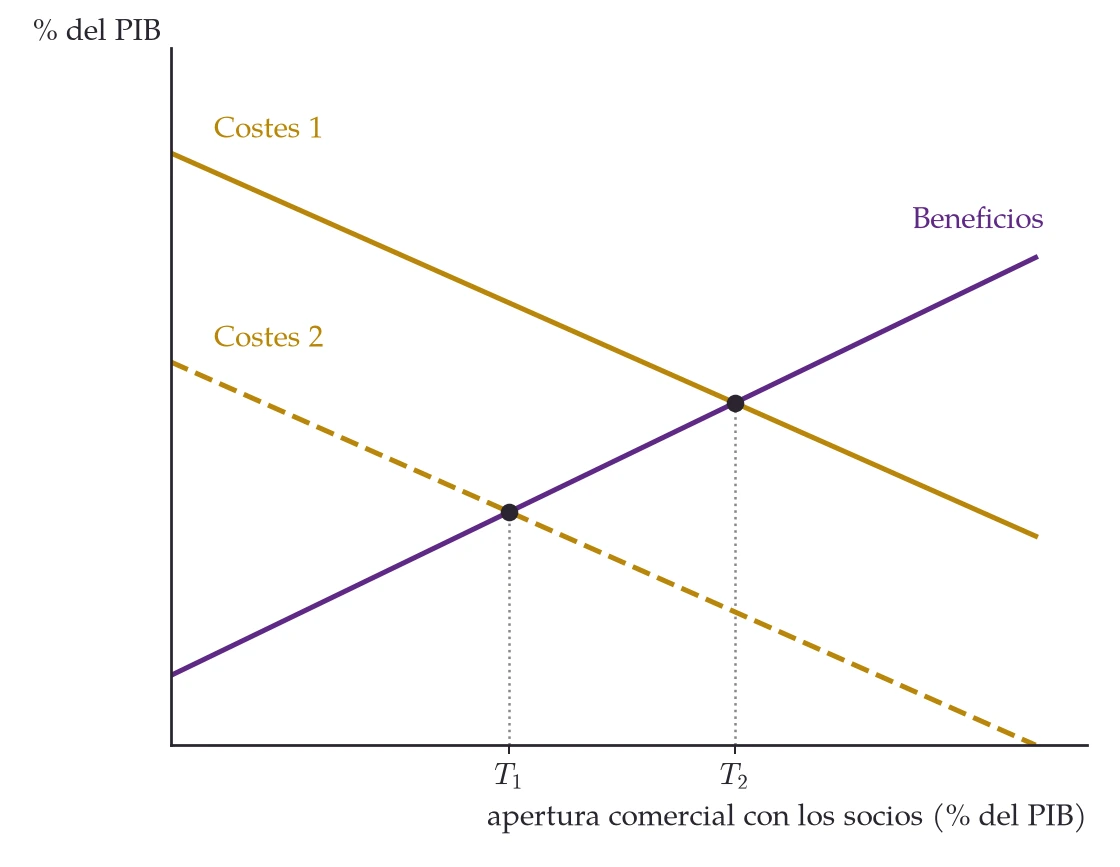 % del PIB
Costes 1
Beneficios
Costes 2
T₁
T₂
apertura comercial con los socios (% del PIB)